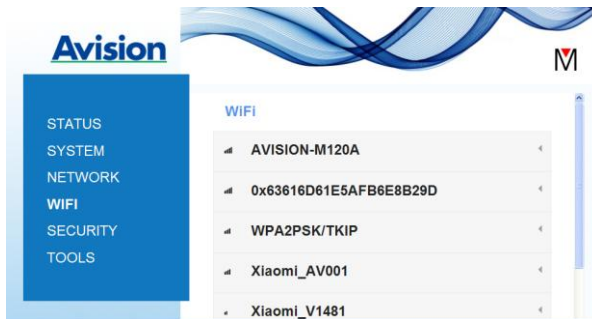 Avision
M
STATUS
SYSTEM
NETWORK
WIFI
SECURITY
TOOLS
WiFi
AVISION-M120A
0x63616D61E5AFB6E8B29D
WPA2PSK/TKIP
Xiaomi_AV001
Xiaomi_V1481